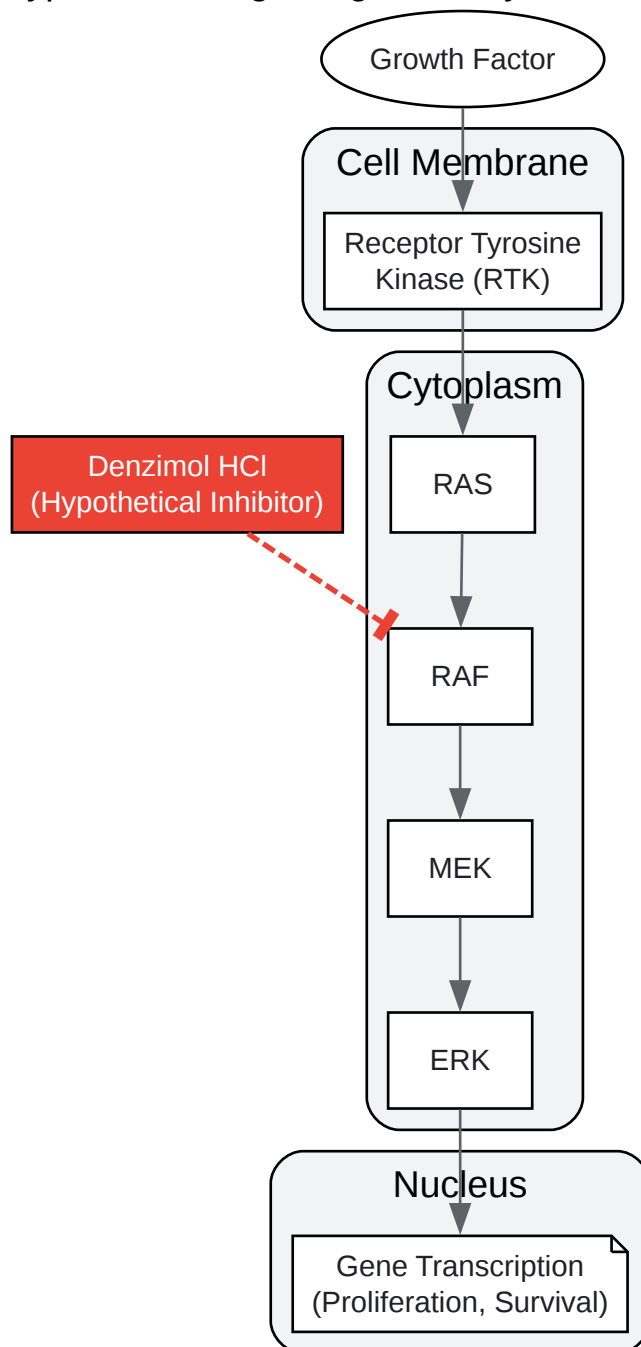 Growth Factor
Cell Membrane
Receptor Tyrosine
Kinase (RTK)
Cytoplasm
Denzimol HCl
(Hypothetical Inhibitor)
RAS
RAF
MEK
ERK
Nucleus
Gene Transcription
(Proliferation, Survival)